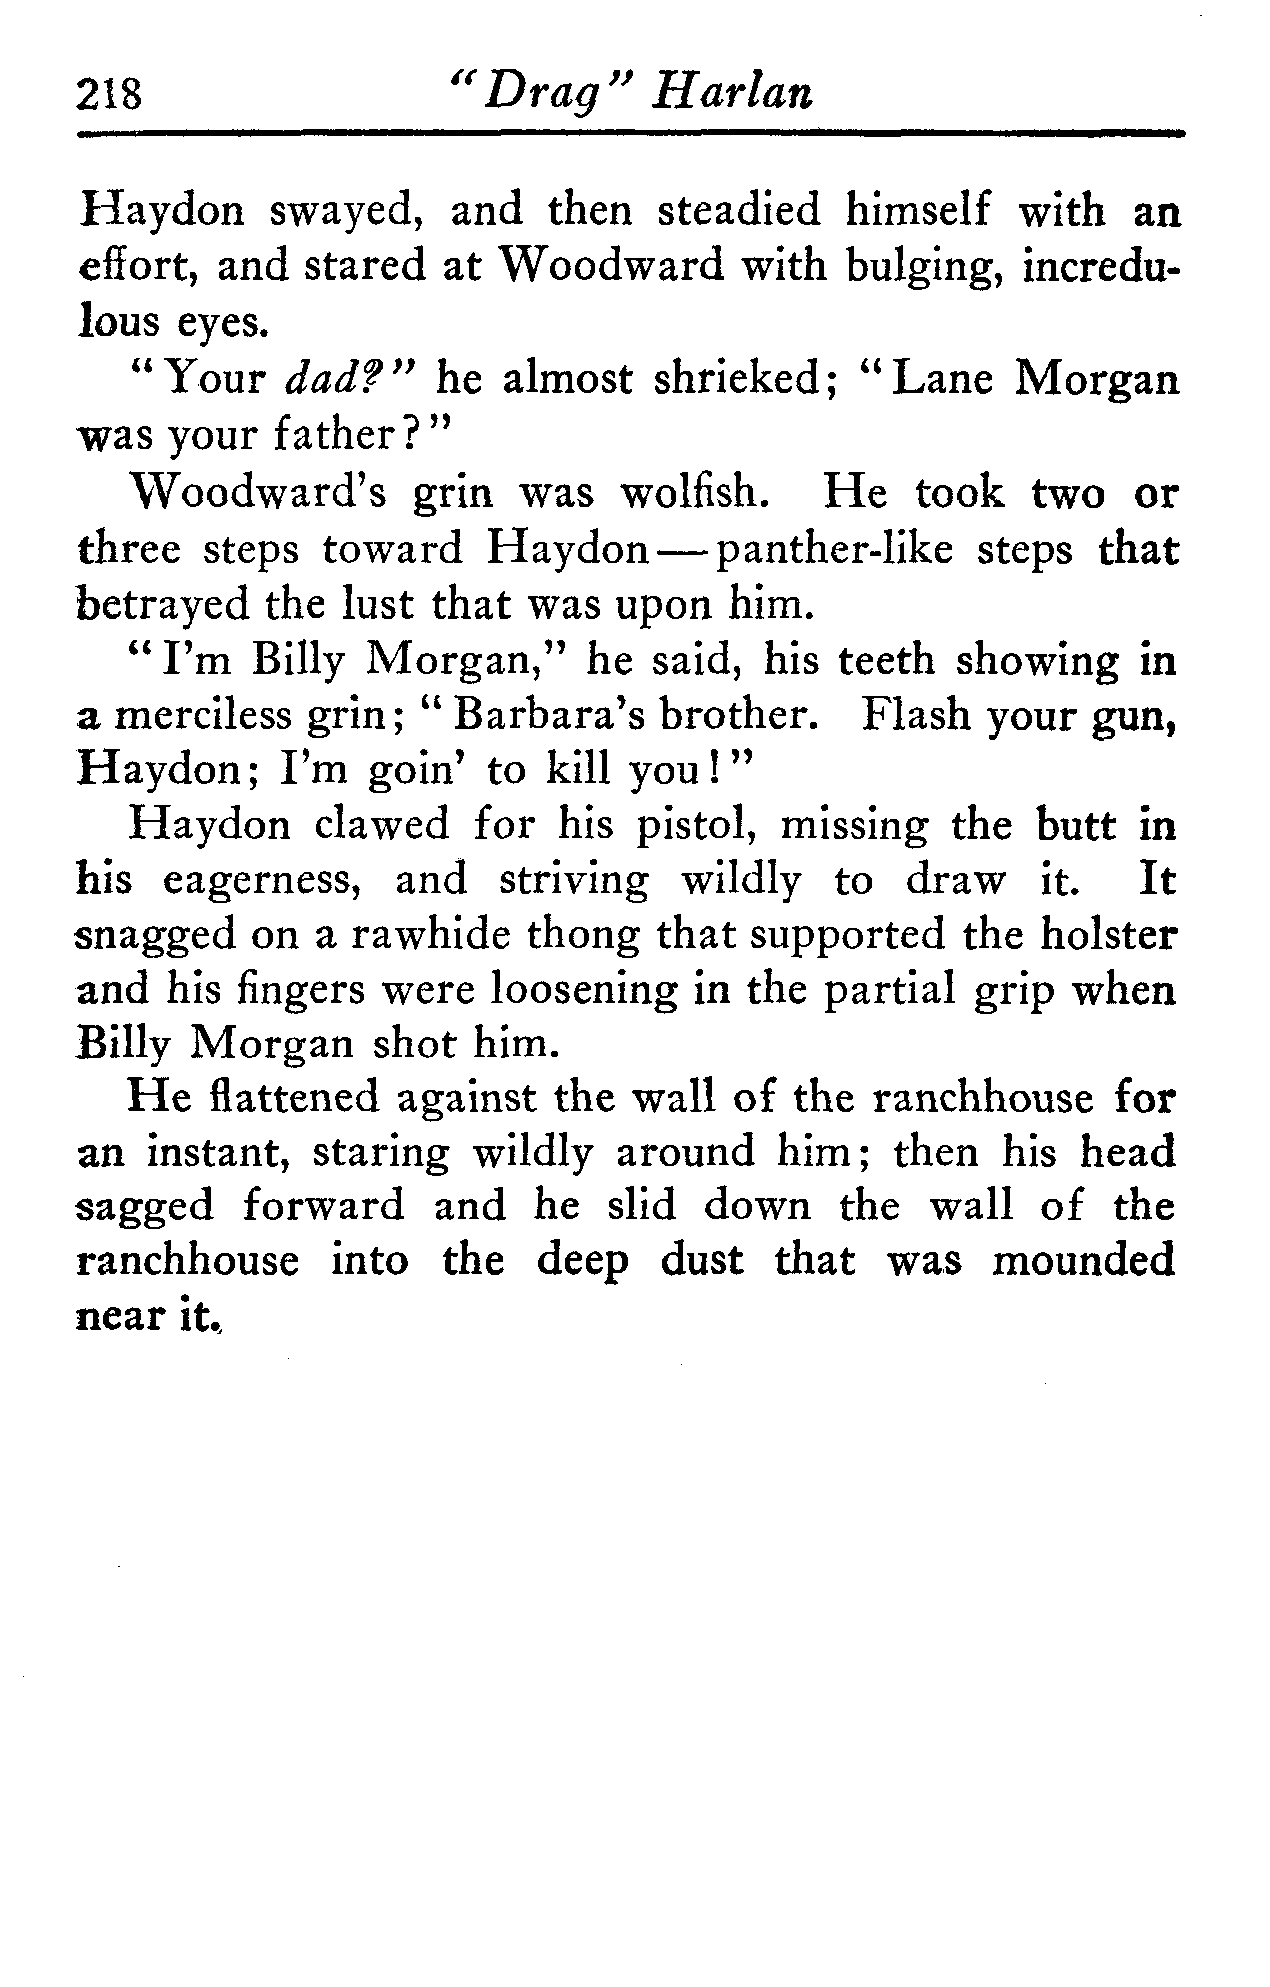 218 "Drag" Harlan
Haydon swayed, and then steadied himself with an
effort, and stared at Woodward with bulging, incredu-
lous eyes.
"Your dad?" he almost shrieked; "Lane Morgan
was your father?"
Woodward's grin was wolfish. He took two or
three steps toward Haydon—panther-like steps that
betrayed the lust that was upon him.
"I'm Billy Morgan," he said, his teeth showing in
a merciless grin; "Barbara's brother. Flash your gun,
Haydon; I'm goin' to kill you!"
Haydon clawed for his pistol, missing the butt in
his eagerness, and striving wildly to draw it. It
snagged on a rawhide thong that supported the holster
and his fingers were loosening in the partial grip when
Billy Morgan shot him.
He flattened against the wall of the ranchhouse for
an instant, staring wildly around him; then his head
sagged forward and he slid down the wall of the
ranchhouse into the deep dust that was mounded
near it.